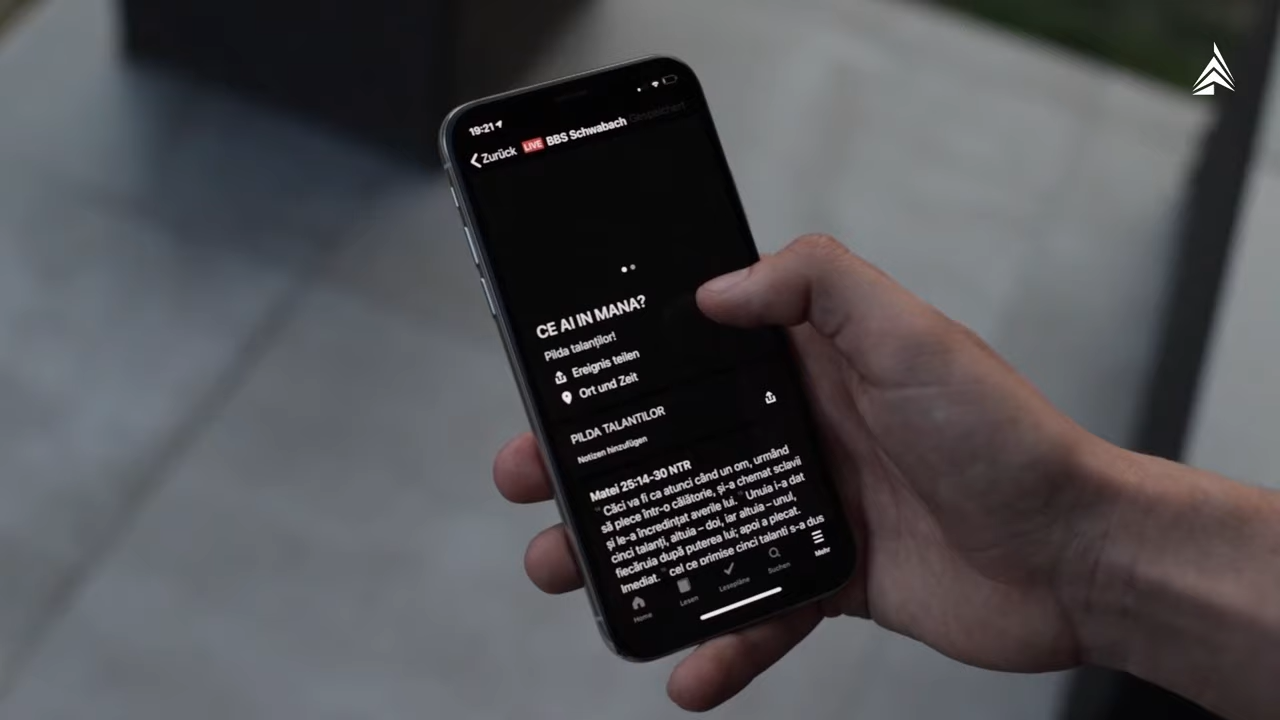 19:21
Zurück LIVE BBS Schwabach Gespeichert
CE AI IN MANA?
Pilda talanților!
Ereignis teilen
Ort und Zeit
PILDA TALANTILOR
Notizen hinzufügen
Matei 25:14-30 NTR
Căci va fi ca atunci când un om, urmând
să plece într-o călătorie, și-a chemat sclavii
și le-a încredințat averile lui. Unuia i-a dat
cinci talanți, altuia – doi, iar altuia – unul,
fiecăruia după puterea lui; apoi a plecat.
Imediat. cel ce primise cinci talanti s-a dus
Home Lesen Lesepläne Suchen Mehr